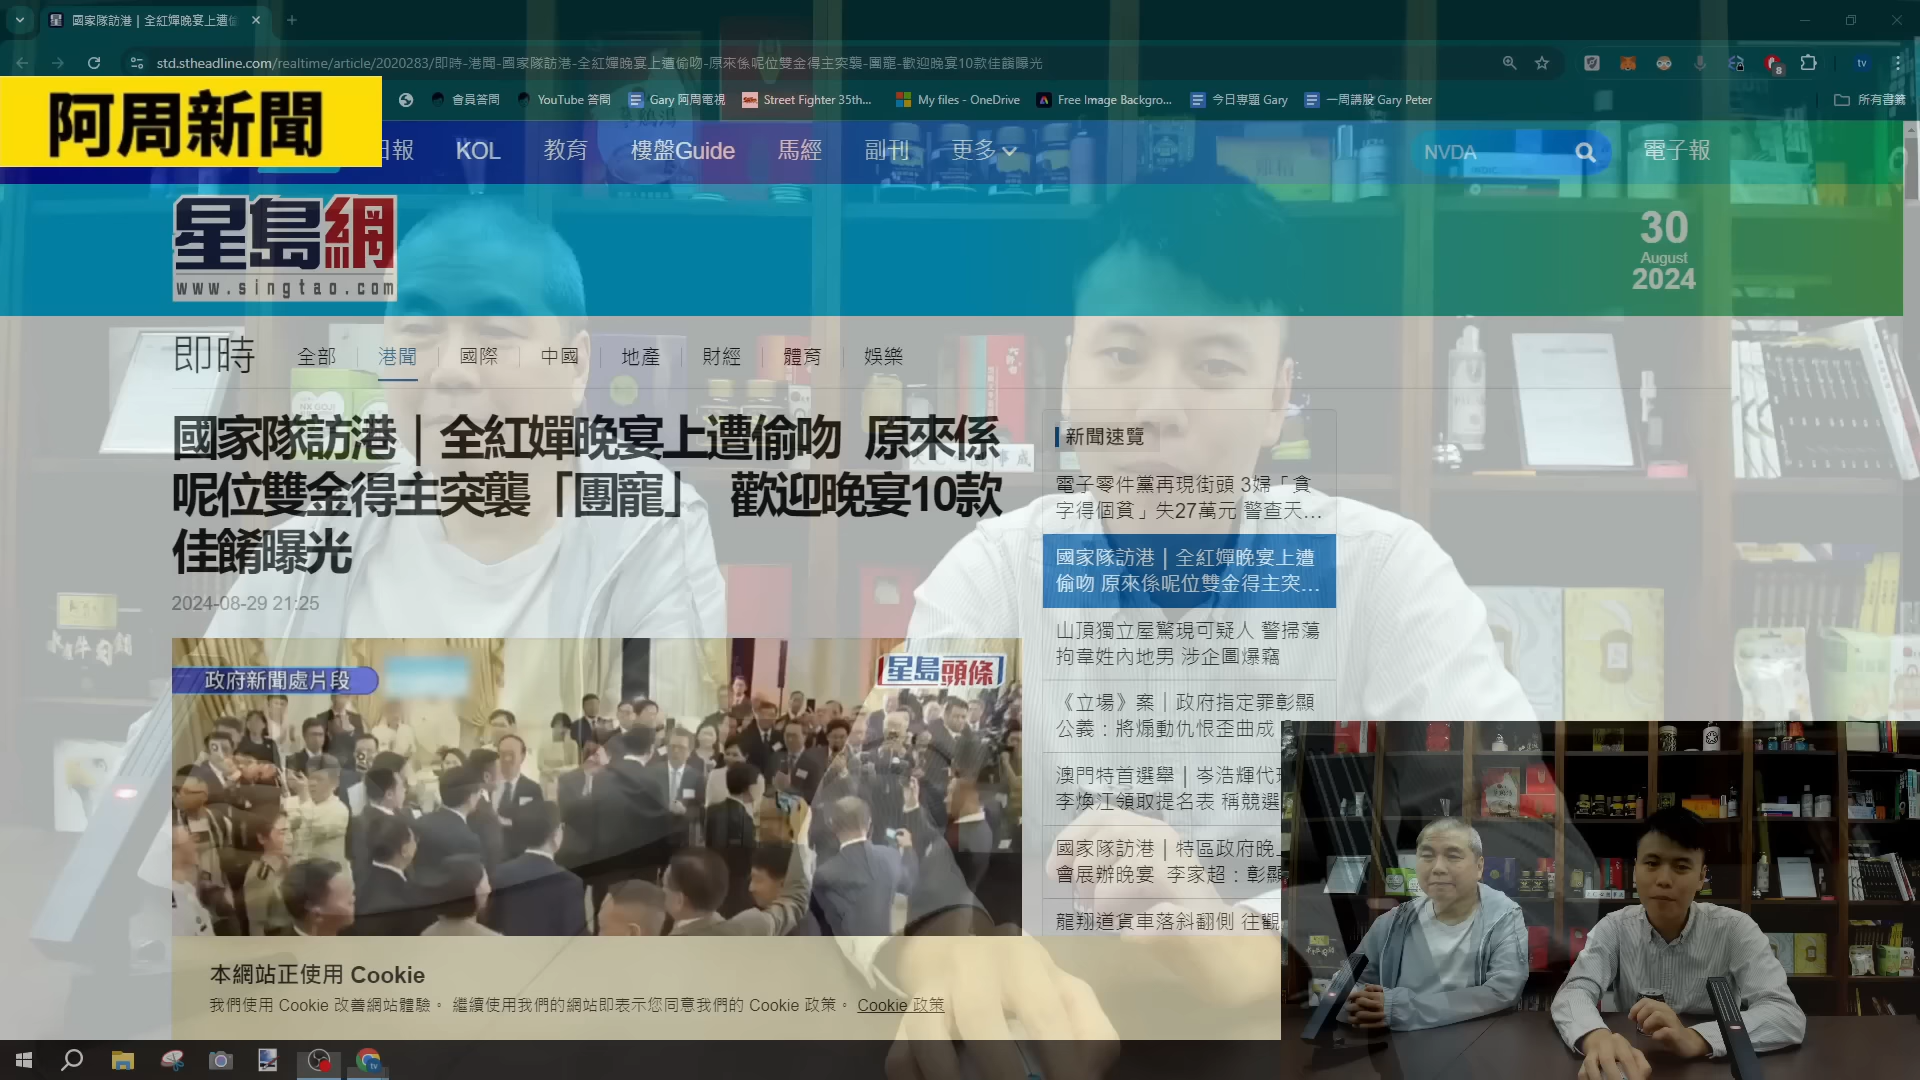 國家隊訪港｜全紅嬋晚宴上遭偷
std.stheadline.com/realtime/article/2020283/即時-港聞-國家隊訪港-全紅嬋晚宴上遭偷吻-原來係呢位雙金得主突襲-團寵-歡迎晚宴10款佳餚曝光
阿周新聞
會員答問
YouTube 答問
Gary 阿周電視
Street Fighter 35th...
My files - OneDrive
Free Image Backgro...
今日專題 Gary
一周講股 Gary Peter
所有書籤
日報
KOL
教育
樓盤Guide
馬經
副刊
更多
NVDA
電子報
星島網
www.singtao.com
30
August
2024
即時
全部
港聞
國際
中國
地產
財經
體育
娛樂
國家隊訪港｜全紅嬋晚宴上遭偷吻 原來係
呢位雙金得主突襲「團寵」 歡迎晚宴10款
佳餚曝光
2024-08-29 21:25
政府新聞處片段
星島頭條
新聞速覽
電子零件黨再現街頭 3婦「貪
字得個貧」失27萬元 警查天...
國家隊訪港｜全紅嬋晚宴上遭
偷吻 原來係呢位雙金得主突...
山頂獨立屋驚現可疑人 警掃蕩
拘韋姓內地男 涉企圖爆竊
《立場》案｜政府指定罪彰顯
公義：將煽動仇恨歪曲成
澳門特首選舉｜岑浩輝代
李煥江領取提名表 稱競選
國家隊訪港｜特區政府晚
會展辦晚宴 李家超：彰顯
龍翔道貨車落斜翻側 往觀
本網站正使用 Cookie
我們使用 Cookie 改善網站體驗。 繼續使用我們的網站即表示您同意我們的 Cookie 政策。 Cookie 政策